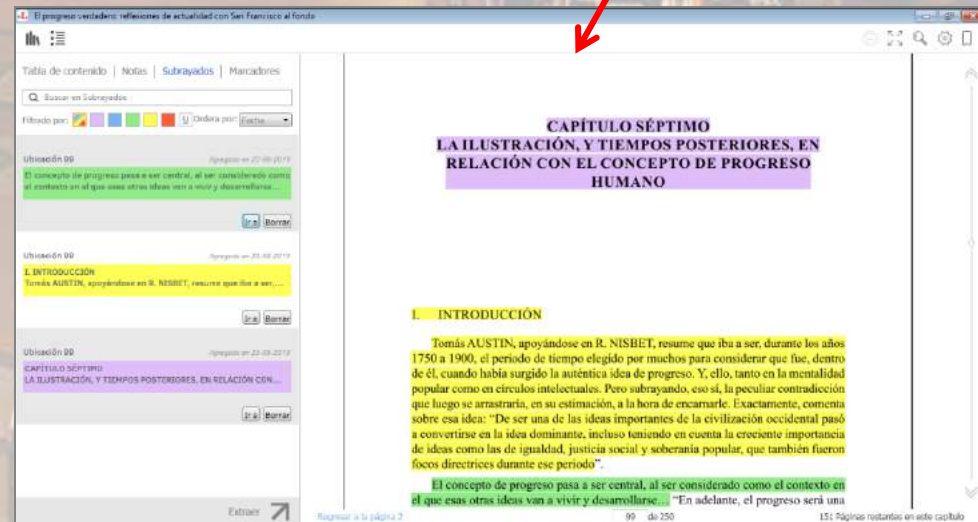 El progreso verdadero: reflexiones de actualidad con San Francisco al fondo
Tabla de contenido | Notas | Subrayados | Marcadores
Buscar en Subrayados
Filtrado por: U Ordena por: Fecha
Ubicación 99 Agregado en 22-08-2019
El concepto de progreso pasa a ser central, al ser considerado como
el contexto en el que esas otras ideas van a vivir y desarrollarse...
Ir a Borrar
Ubicación 99 Agregado en
I. INTRODUCCIÓN
Tomás AUSTIN, apoyándose en R. NISBET, resume que iba a ser,...
Ir a Borrar
Ubicación 99 Agregado en
CAPÍTULO SÉPTIMO
LA ILUSTRACIÓN, Y TIEMPOS POSTERIORES, EN RELACIÓN CON...
Ir a Borrar
Extraer
CAPÍTULO SÉPTIMO
LA ILUSTRACIÓN, Y TIEMPOS POSTERIORES, EN
RELACIÓN CON EL CONCEPTO DE PROGRESO
HUMANO
I. INTRODUCCIÓN
Tomás AUSTIN, apoyándose en R. NISBET, resume que iba a ser, durante los años
1750 a 1900, el periodo de tiempo elegido por muchos para considerar que fue, dentro
de él, cuando había surgido la auténtica idea de progreso. Y, ello, tanto en la mentalidad
popular como en círculos intelectuales. Pero subrayando, eso sí, la peculiar contradicción
que luego se arrastraría, en su estimación, a la hora de encarnarle. Exactamente, comenta
sobre esa idea: “De ser una de las ideas importantes de la civilización occidental pasó
a convertirse en la idea dominante, incluso teniendo en cuenta la creciente importancia
de ideas como las de igualdad, justicia social y soberanía popular, que también fueron
focos directrices durante ese periodo”.
El concepto de progreso pasa a ser central, al ser considerado como el contexto en
el que esas otras ideas van a vivir y desarrollarse… “En adelante, el progreso será una
Regresar a la página 2 99 de 250 151 Páginas restantes en este capítulo